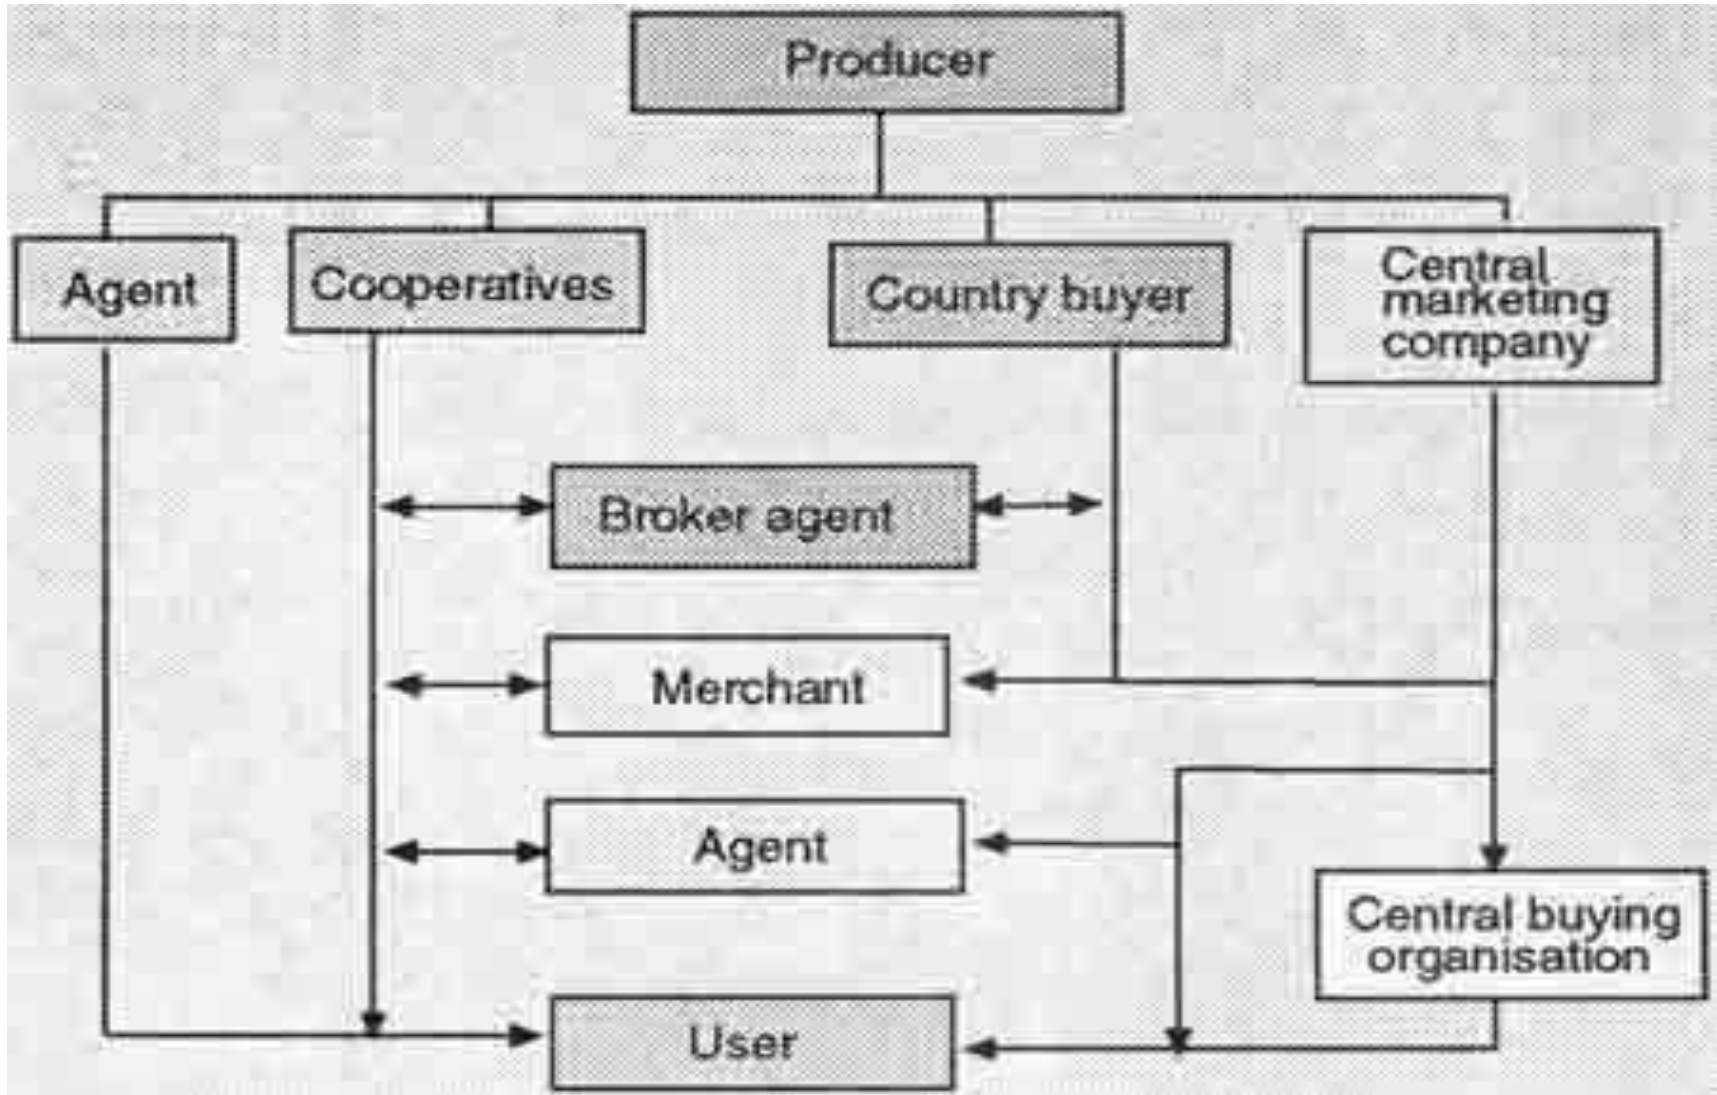 Producer
Agent
Cooperatives
Country buyer
Central
marketing
company
Broker agent
Merchant
Agent
Central buying
organisation
User